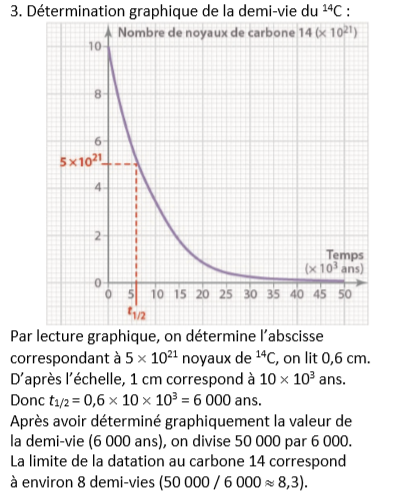 3. Détermination graphique de la demi-vie du ¹⁴C :
Nombre de noyaux de carbone 14 (× 10²¹)
10
8
6
5 × 10²¹
4
2
0
Temps
(× 10³ ans)
0 5 10 15 20 25 30 35 40 45 50
t₁/₂
Par lecture graphique, on détermine l'abscisse
correspondant à 5 × 10²¹ noyaux de ¹⁴C, on lit 0,6 cm.
D'après l'échelle, 1 cm correspond à 10 × 10³ ans.
Donc t₁/₂ = 0,6 × 10 × 10³ = 6 000 ans.
Après avoir déterminé graphiquement la valeur de
la demi-vie (6 000 ans), on divise 50 000 par 6 000.
La limite de la datation au carbone 14 correspond
à environ 8 demi-vies (50 000 / 6 000 ≈ 8,3).